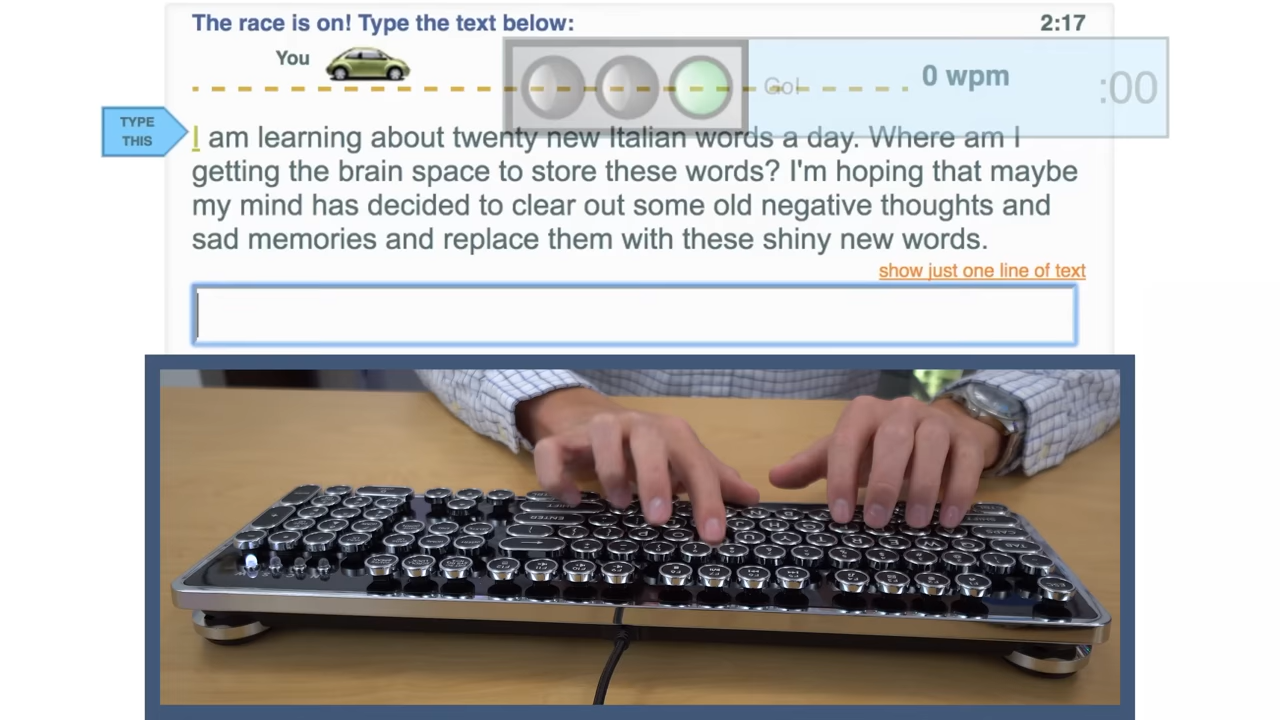 The race is on! Type the text below:
2:17
You
Go!
0 wpm
:00
TYPE
THIS
I am learning about twenty new Italian words a day. Where am I
getting the brain space to store these words? I'm hoping that maybe
my mind has decided to clear out some old negative thoughts and
sad memories and replace them with these shiny new words.
show just one line of text